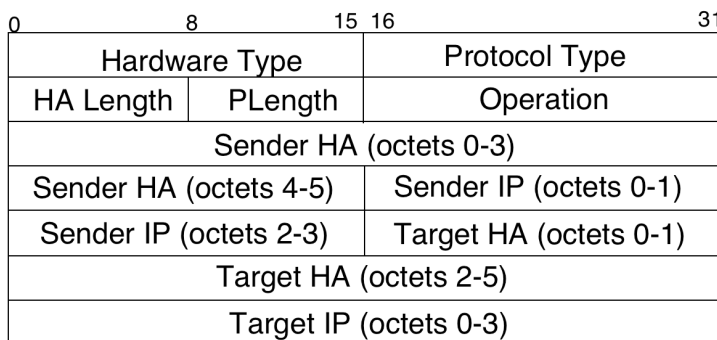 0 8 15 16 31
Hardware Type Protocol Type
HA Length PLength Operation
Sender HA (octets 0-3)
Sender HA (octets 4-5) Sender IP (octets 0-1)
Sender IP (octets 2-3) Target HA (octets 0-1)
Target HA (octets 2-5)
Target IP (octets 0-3)